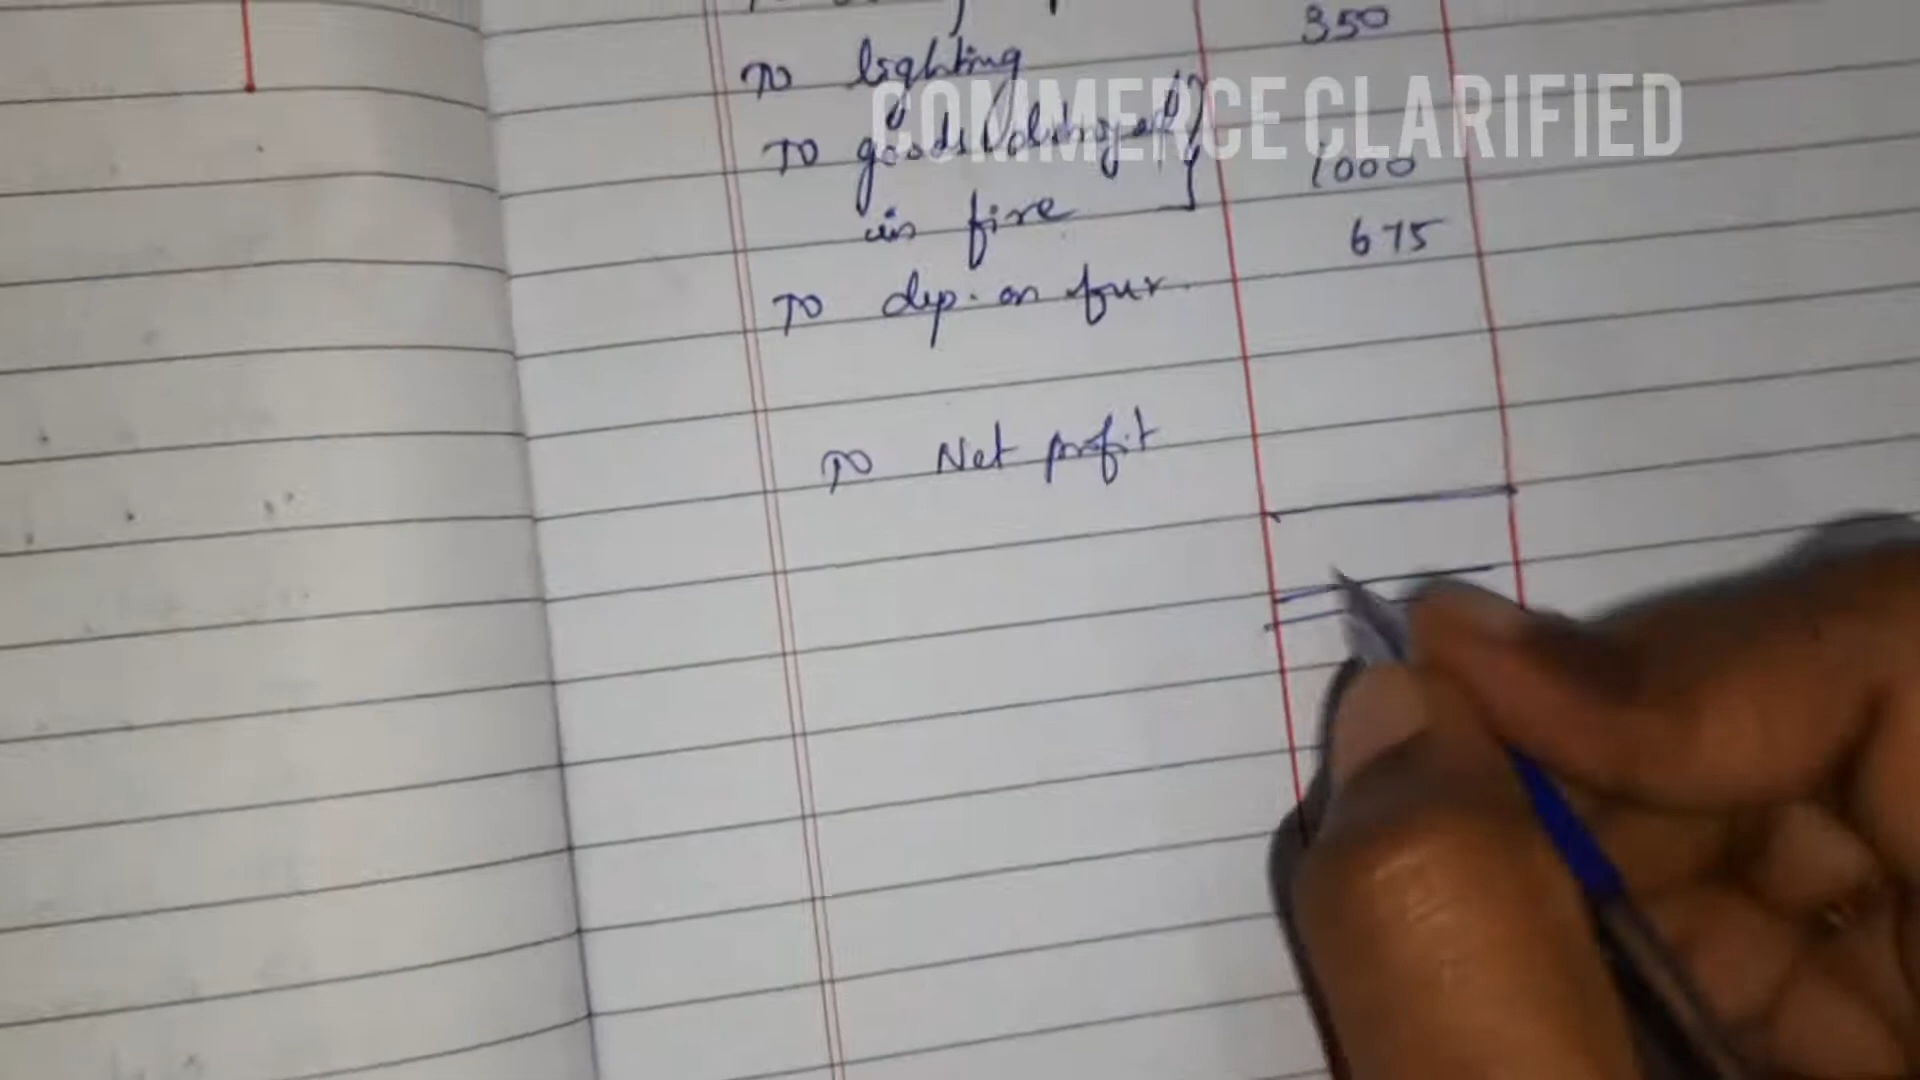 To lighting 350
COMMERCE CLARIFIED
To goods destroyed
in fire 1000
To dep. on fur. 675
To Net profit